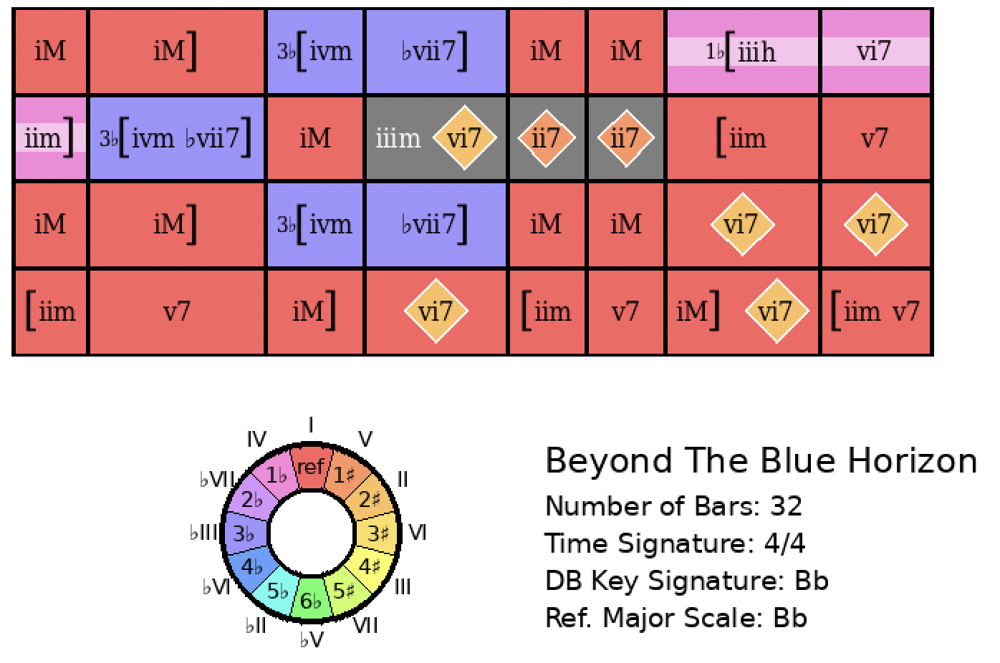 iM iM] 3♭[ivm ♭vii7] iM iM 1♭[iiih vi7
iim] 3♭[ivm ♭vii7] iM iiim vi7 ii7 ii7 [iim v7
iM iM] 3♭[ivm ♭vii7] iM iM vi7 vi7
[iim v7 iM] vi7 [iim v7 iM] vi7 [iim v7
I
IV V
ref
1♭ 1♯
♭VII II
2♭ 2♯
♭III 3♭ 3♯ VI
4♭ 4♯
♭VI III
5♭ 5♯
6♭
♭II VII
♭V
Beyond The Blue Horizon
Number of Bars: 32
Time Signature: 4/4
DB Key Signature: Bb
Ref. Major Scale: Bb